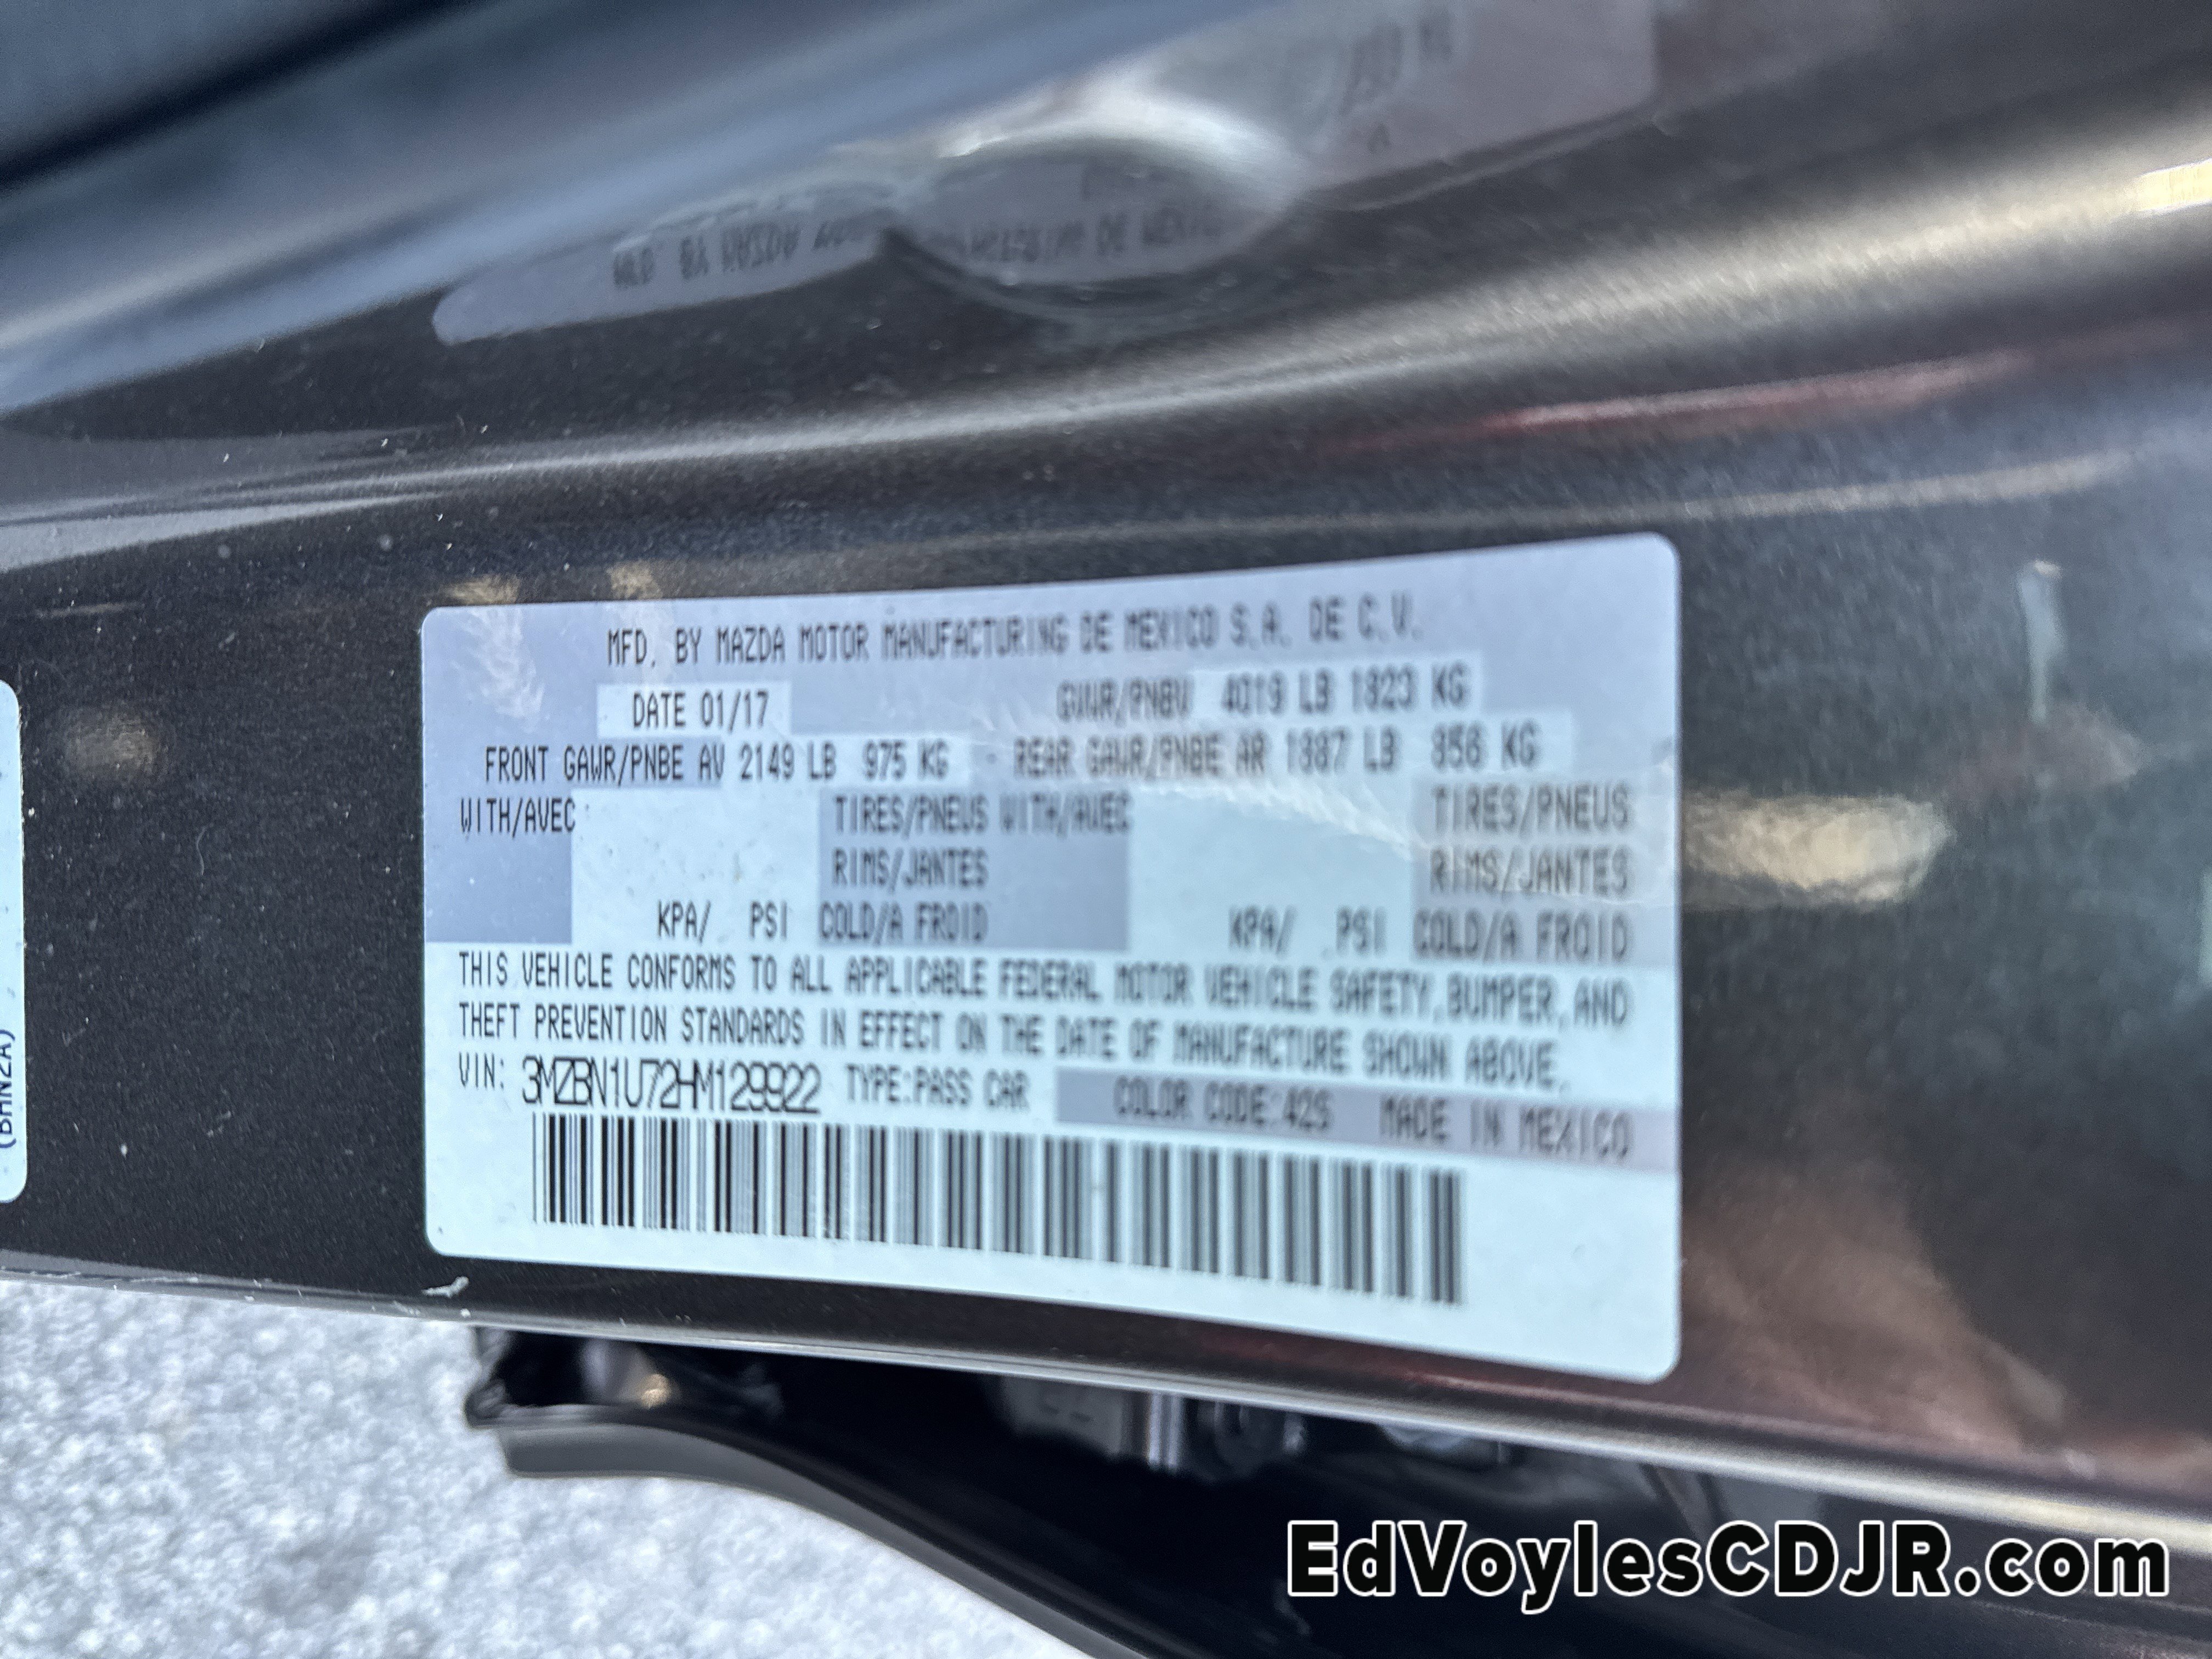 MFD. BY MAZDA MOTOR MANUFACTURING DE MEXICO S.A. DE C.V.
DATE 01/17 GVWR/PNBV 4019 LB 1823 KG
FRONT GAWR/PNBE AV 2149 LB 975 KG REAR GAWR/PNBE AR 1887 LB 856 KG
WITH/AVEC TIRES/PNEUS WITH/AVEC TIRES/PNEUS
RIMS/JANTES RIMS/JANTES
KPA/ PSI COLD/A FROID KPA/ PSI COLD/A FROID
THIS VEHICLE CONFORMS TO ALL APPLICABLE FEDERAL MOTOR VEHICLE SAFETY,BUMPER,AND
THEFT PREVENTION STANDARDS IN EFFECT ON THE DATE OF MANUFACTURE SHOWN ABOVE.
VIN: 3MZBN1U72HM129922 TYPE:PASS CAR COLOR CODE:42S MADE IN MEXICO
(BHN2A)
EdVoylesCDJR.com